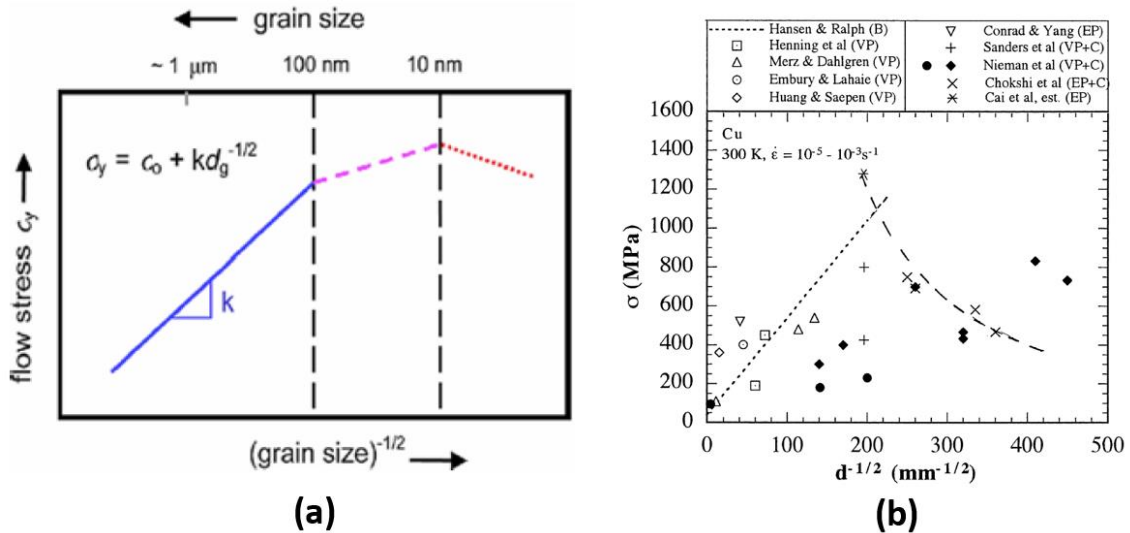 grain size
~ 1 μm 100 nm 10 nm
σy = σo + kdg-1/2
k
flow stress σy
(grain size)-1/2
(a)
Hansen & Ralph (B)
Henning et al (VP)
Merz & Dahlgren (VP)
Embury & Lahaie (VP)
Huang & Saepen (VP)
Conrad & Yang (EP)
Sanders et al (VP+C)
Nieman et al (VP+C)
Chokshi et al (EP+C)
Cai et al, est. (EP)
Cu
300 K, ε̇ = 10-5 - 10-3s-1
σ (MPa)
1600
1400
1200
1000
800
600
400
200
0
0 100 200 300 400 500
d-1/2 (mm-1/2)
(b)